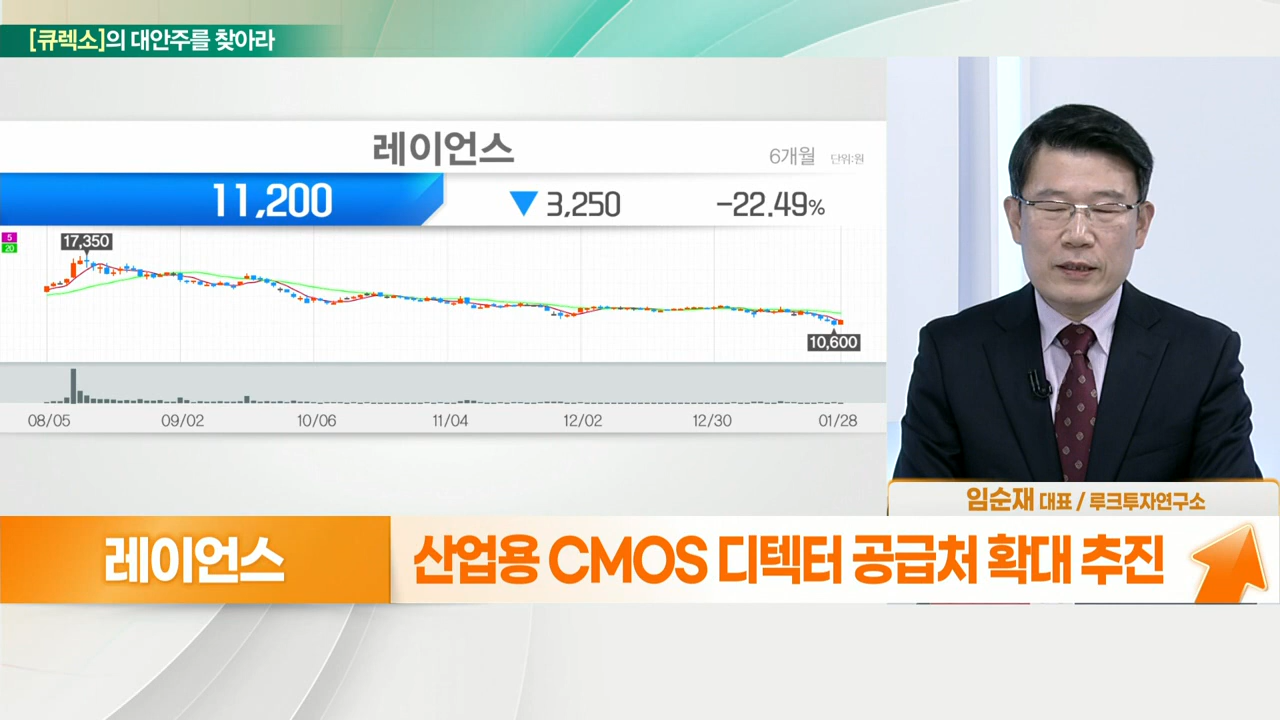 [큐렉소]의 대안주를 찾아라
레이언스
6개월 단위:원
11,200 ▼ 3,250 -22.49%
5
20
17,350
10,600
08/05 09/02 10/06 11/04 12/02 12/30 01/28
임순재 대표 / 루크투자연구소
레이언스 산업용 CMOS 디텍터 공급처 확대 추진